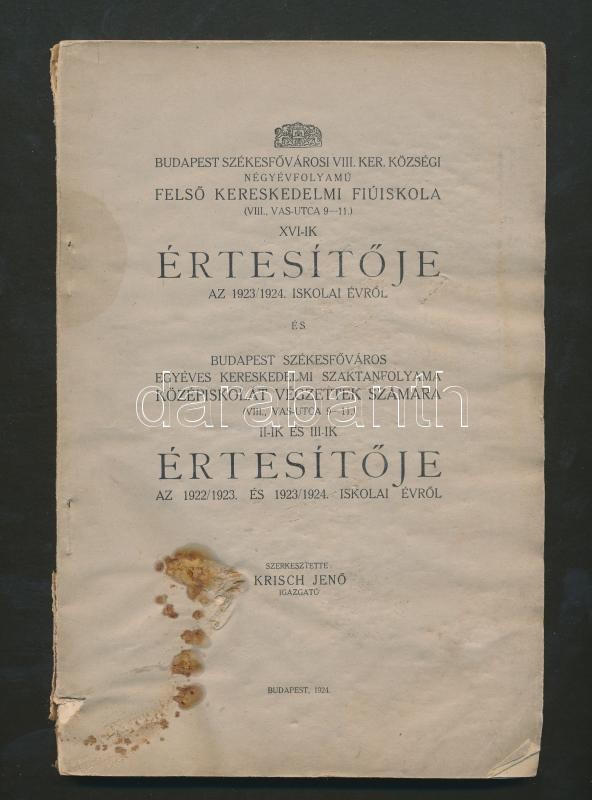 BUDAPEST SZÉKESFŐVÁROSI VIII. KER. KÖZSÉGI
NÉGYÉVFOLYAMÚ
FELSŐ KERESKEDELMI FIÚISKOLA
(VIII., VAS-UTCA 9—11.)
XVI-IK
ÉRTESÍTŐJE
AZ 1923/1924. ISKOLAI ÉVRŐL
ÉS
BUDAPEST SZÉKESFŐVÁROS
EGYÉVES KERESKEDELMI SZAKTANFOLYAMA
KÖZÉPISKOLÁT VÉGZETTEK SZÁMÁRA
darabanth
(VIII., VAS-UTCA 9—11.)
II-IK ÉS III-IK
ÉRTESÍTŐJE
AZ 1922/1923. ÉS 1923/1924. ISKOLAI ÉVRŐL
SZERKESZTETTE:
KRISCH JENŐ
IGAZGATÓ
BUDAPEST, 1924.